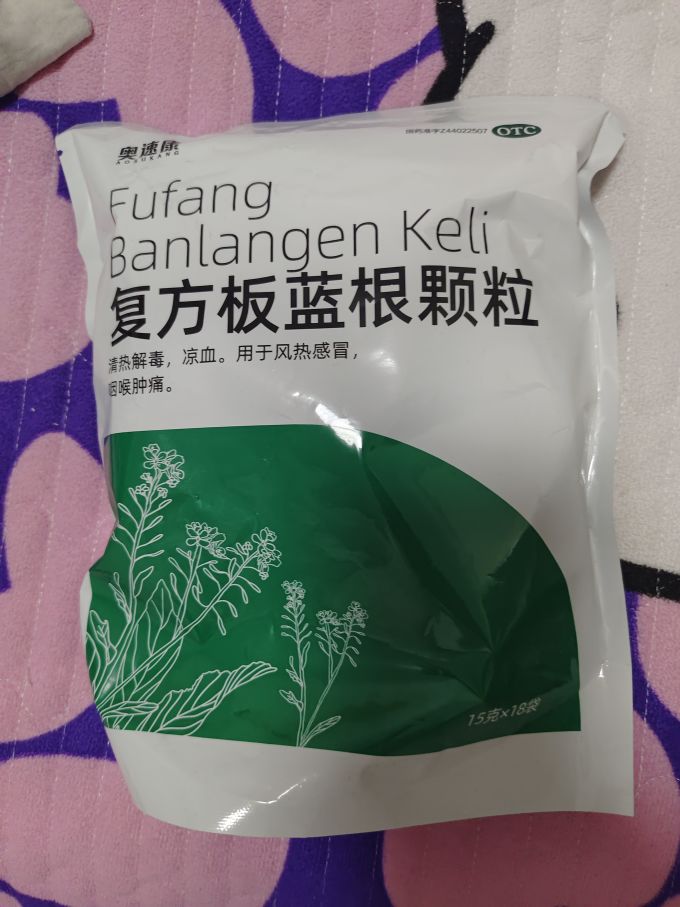 奥速康
AOSUKANG
国药准字Z44022507 OTC
Fufang
Banlangen Keli
复方板蓝根颗粒
清热解毒，凉血。用于风热感冒，
咽喉肿痛。
15克×18袋